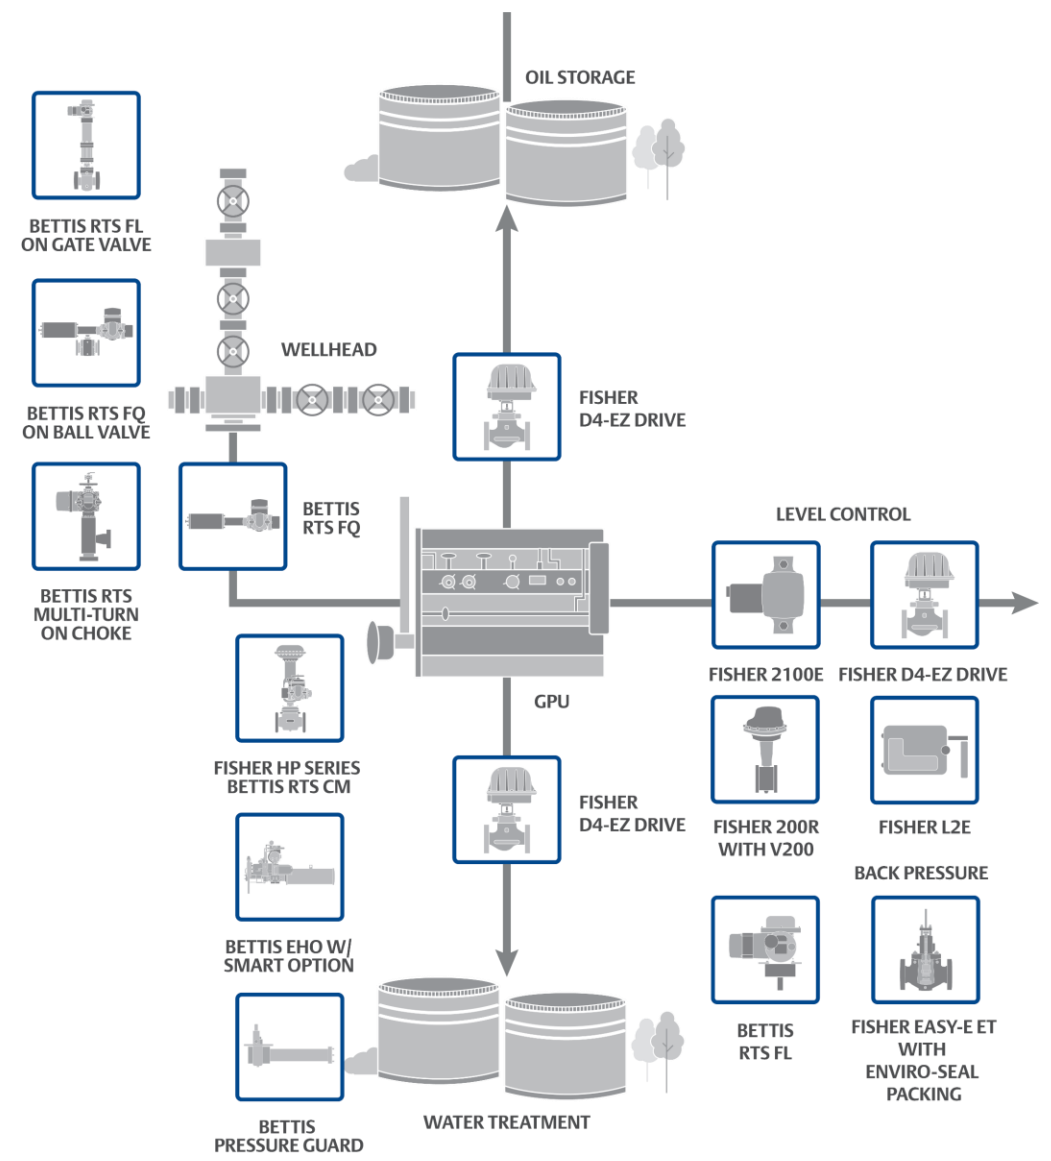 OIL STORAGE
BETTIS RTS FL
ON GATE VALVE
WELLHEAD
BETTIS RTS FQ
ON BALL VALVE
FISHER
D4-EZ DRIVE
BETTIS
RTS FQ
LEVEL CONTROL
BETTIS RTS
MULTI-TURN
ON CHOKE
FISHER 2100E
FISHER D4-EZ DRIVE
GPU
FISHER HP SERIES
BETTIS RTS CM
FISHER
D4-EZ DRIVE
FISHER 200R
WITH V200
FISHER L2E
BACK PRESSURE
BETTIS EHO W/
SMART OPTION
BETTIS
RTS FL
FISHER EASY-E ET
WITH
ENVIRO-SEAL
PACKING
BETTIS
PRESSURE GUARD
WATER TREATMENT